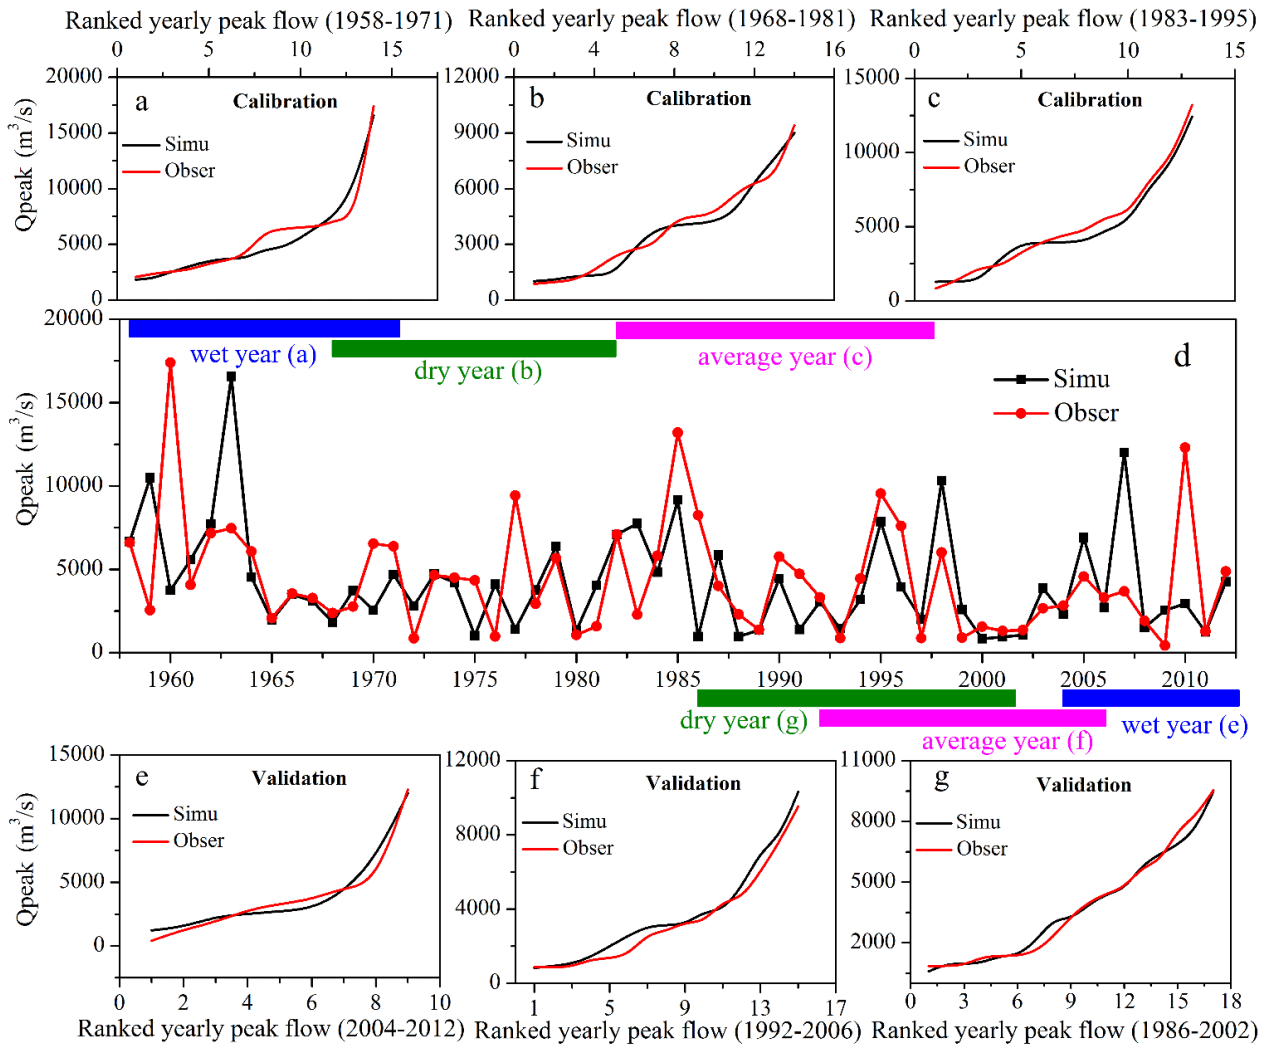 Ranked yearly peak flow (1958-1971)
Ranked yearly peak flow (1968-1981)
Ranked yearly peak flow (1983-1995)
1 5 10 15
0 4 8 12 16
0 5 10 15
Qpeak (m³/s)
20000
15000
10000
5000
0
a
Calibration
Simu
Obser
12000
9000
6000
3000
0
b
Calibration
Simu
Obser
15000
10000
5000
0
c
Calibration
Simu
Obser
Qpeak (m³/s)
20000
15000
10000
5000
0
wet year (a)
dry year (b)
average year (c)
d
Simu
Obser
1960 1965 1970 1975 1980 1985 1990 1995 2000 2005 2010
dry year (g)
average year (f)
wet year (e)
Qpeak (m³/s)
15000
10000
5000
0
e
Validation
Simu
Obser
0 2 4 6 8 10
Ranked yearly peak flow (2004-2012)
12000
8000
4000
0
f
Validation
Simu
Obser
1 5 9 13 17
Ranked yearly peak flow (1992-2006)
11000
8000
5000
2000
g
Validation
Simu
Obser
0 3 6 9 12 15 18
Ranked yearly peak flow (1986-2002)